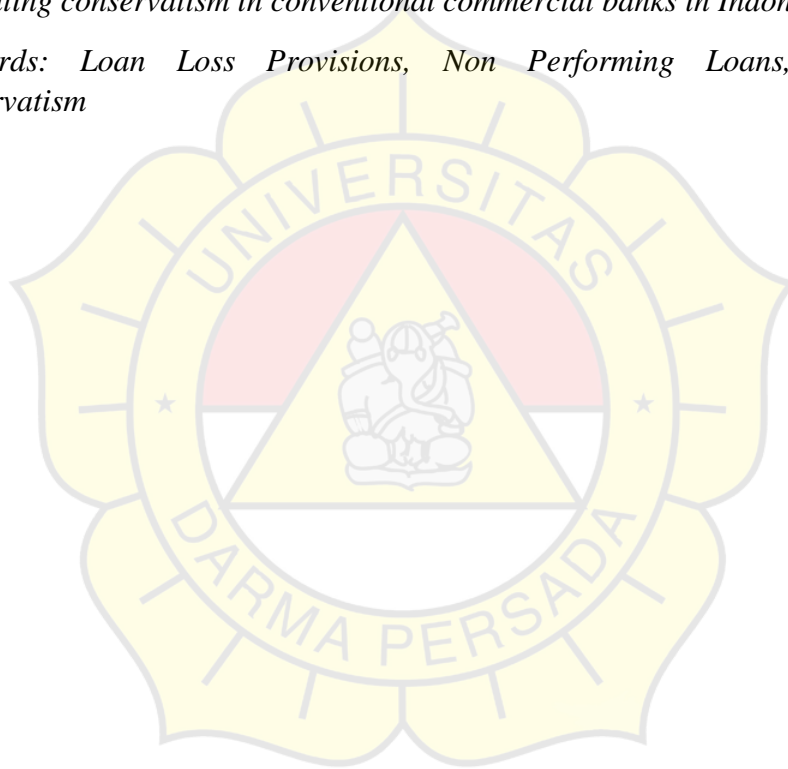 ting conservatism in conventional commercial banks in Indon
rds: Loan Loss Provisions, Non Performing Loans,
rvatism
UNIVERSITAS
DARMA PERSADA